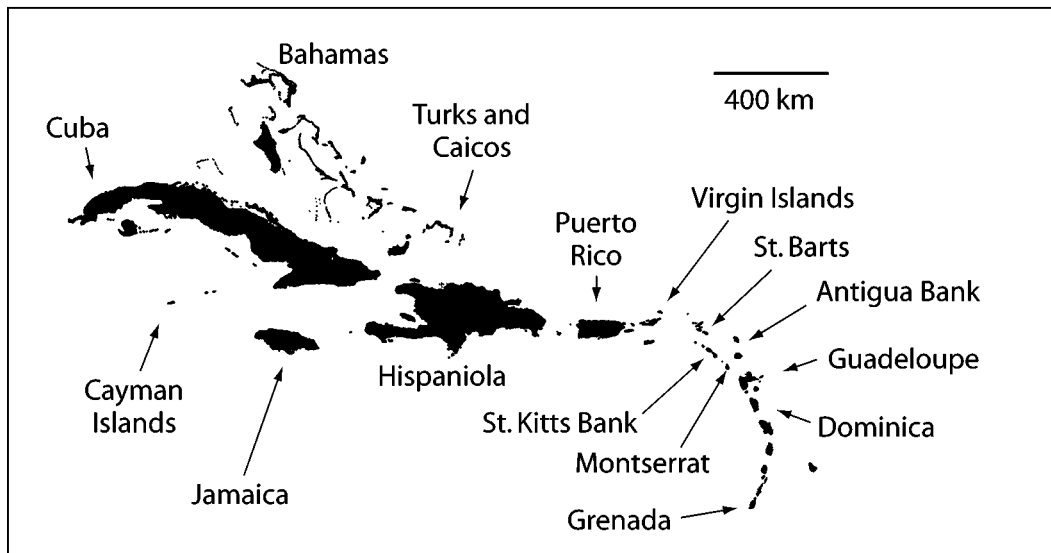 Bahamas
400 km
Cuba
Turks and
Caicos
Virgin Islands
Puerto
Rico
St. Barts
Antigua Bank
Guadeloupe
Hispaniola
Cayman
Islands
St. Kitts Bank
Dominica
Montserrat
Jamaica
Grenada